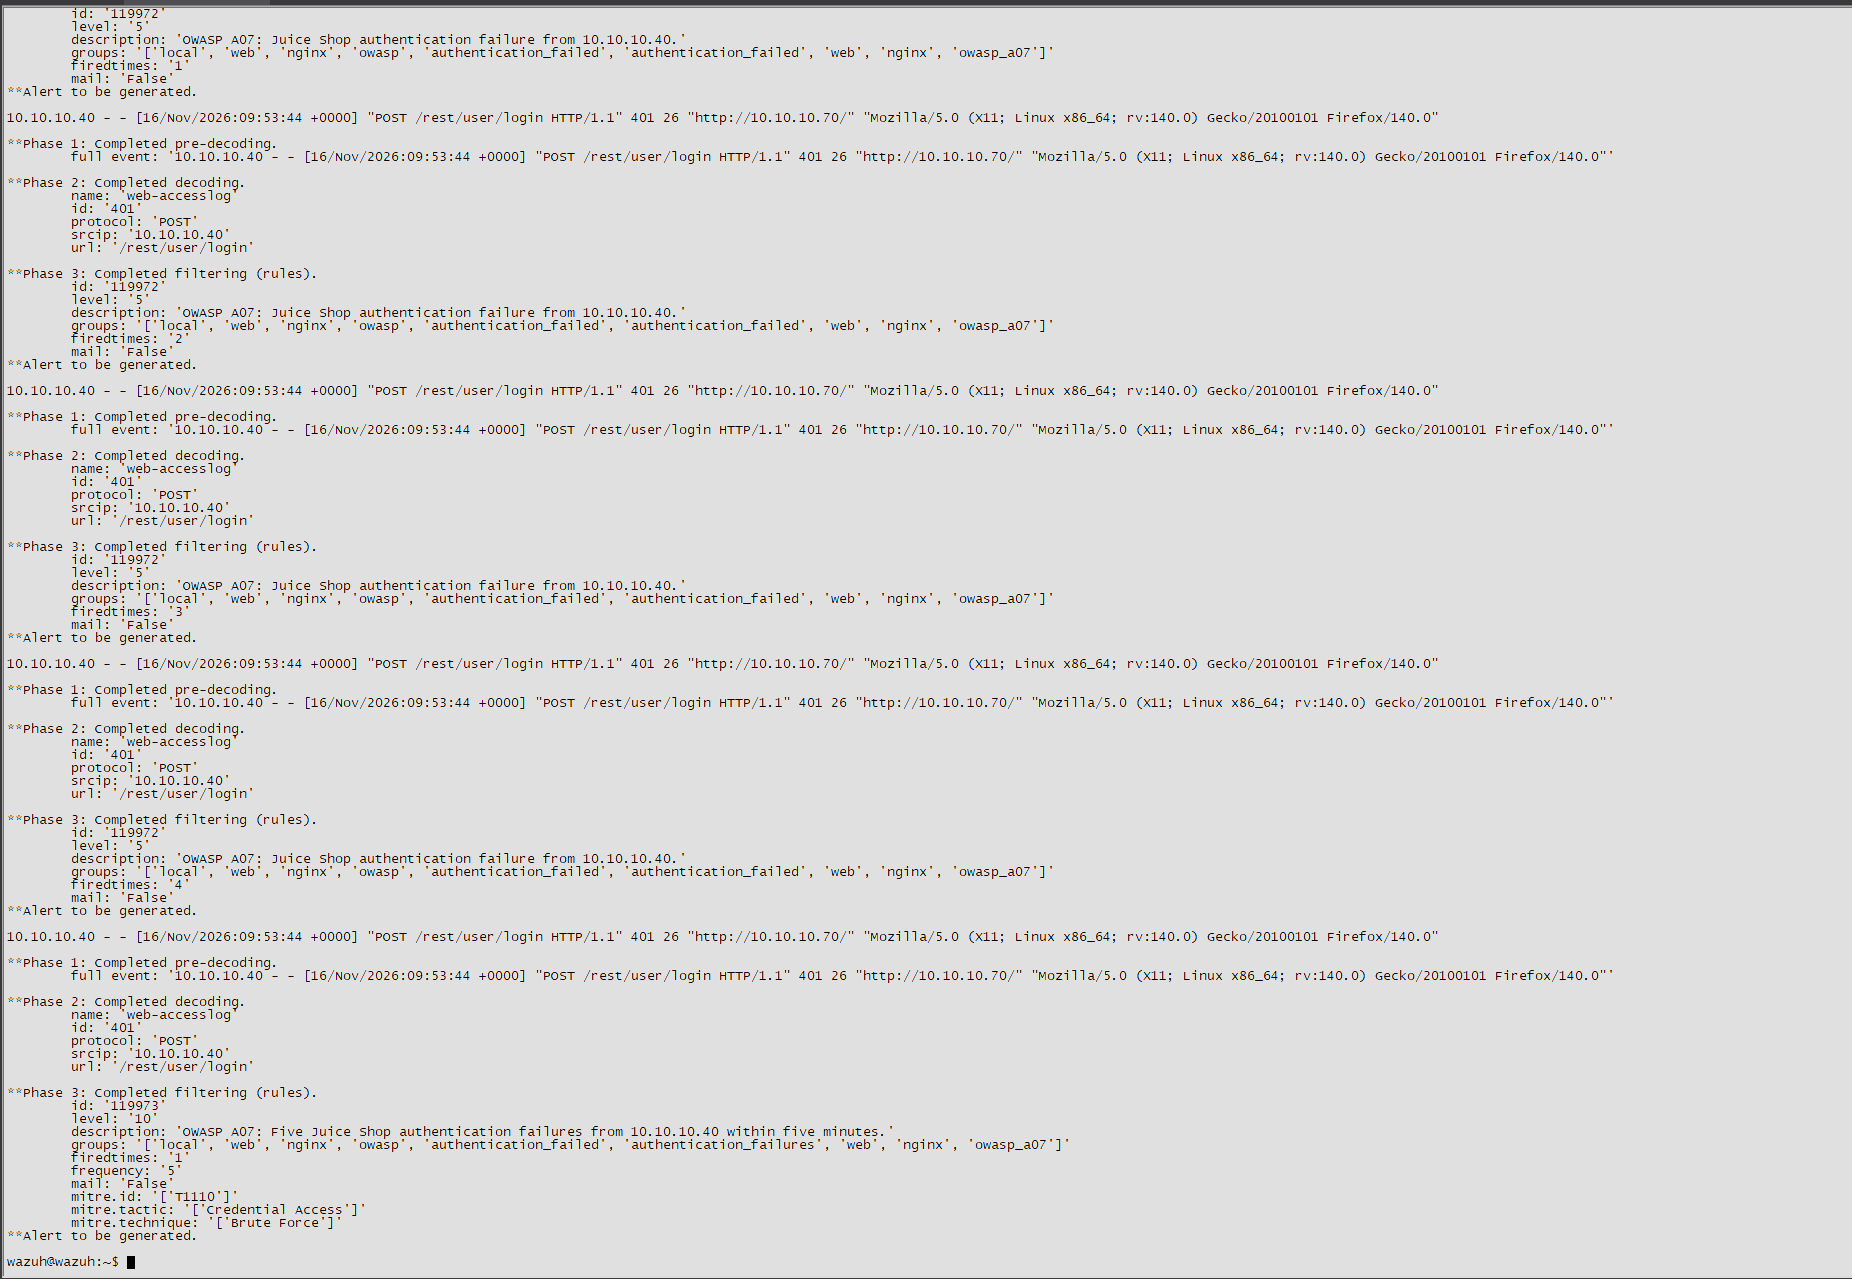 id: '119972'
level: '5'
description: 'OWASP A07: Juice Shop authentication failure from 10.10.10.40.'
groups: '['local', 'web', 'nginx', 'owasp', 'authentication_failed', 'authentication_failed', 'web', 'nginx', 'owasp_a07']'
firedtimes: '1'
mail: 'False'
**Alert to be generated.
10.10.10.40 - - [16/Nov/2026:09:53:44 +0000] "POST /rest/user/login HTTP/1.1" 401 26 "http://10.10.10.70/" "Mozilla/5.0 (X11; Linux x86_64; rv:140.0) Gecko/20100101 Firefox/140.0"
**Phase 1: Completed pre-decoding.
full event: '10.10.10.40 - - [16/Nov/2026:09:53:44 +0000] "POST /rest/user/login HTTP/1.1" 401 26 "http://10.10.10.70/" "Mozilla/5.0 (X11; Linux x86_64; rv:140.0) Gecko/20100101 Firefox/140.0"'
**Phase 2: Completed decoding.
name: 'web-accesslog'
id: '401'
protocol: 'POST'
srcip: '10.10.10.40'
url: '/rest/user/login'
**Phase 3: Completed filtering (rules).
id: '119972'
level: '5'
description: 'OWASP A07: Juice Shop authentication failure from 10.10.10.40.'
groups: '['local', 'web', 'nginx', 'owasp', 'authentication_failed', 'authentication_failed', 'web', 'nginx', 'owasp_a07']'
firedtimes: '2'
mail: 'False'
**Alert to be generated.
10.10.10.40 - - [16/Nov/2026:09:53:44 +0000] "POST /rest/user/login HTTP/1.1" 401 26 "http://10.10.10.70/" "Mozilla/5.0 (X11; Linux x86_64; rv:140.0) Gecko/20100101 Firefox/140.0"
**Phase 1: Completed pre-decoding.
full event: '10.10.10.40 - - [16/Nov/2026:09:53:44 +0000] "POST /rest/user/login HTTP/1.1" 401 26 "http://10.10.10.70/" "Mozilla/5.0 (X11; Linux x86_64; rv:140.0) Gecko/20100101 Firefox/140.0"'
**Phase 2: Completed decoding.
name: 'web-accesslog'
id: '401'
protocol: 'POST'
srcip: '10.10.10.40'
url: '/rest/user/login'
**Phase 3: Completed filtering (rules).
id: '119972'
level: '5'
description: 'OWASP A07: Juice Shop authentication failure from 10.10.10.40.'
groups: '['local', 'web', 'nginx', 'owasp', 'authentication_failed', 'authentication_failed', 'web', 'nginx', 'owasp_a07']'
firedtimes: '3'
mail: 'False'
**Alert to be generated.
10.10.10.40 - - [16/Nov/2026:09:53:44 +0000] "POST /rest/user/login HTTP/1.1" 401 26 "http://10.10.10.70/" "Mozilla/5.0 (X11; Linux x86_64; rv:140.0) Gecko/20100101 Firefox/140.0"
**Phase 1: Completed pre-decoding.
full event: '10.10.10.40 - - [16/Nov/2026:09:53:44 +0000] "POST /rest/user/login HTTP/1.1" 401 26 "http://10.10.10.70/" "Mozilla/5.0 (X11; Linux x86_64; rv:140.0) Gecko/20100101 Firefox/140.0"'
**Phase 2: Completed decoding.
name: 'web-accesslog'
id: '401'
protocol: 'POST'
srcip: '10.10.10.40'
url: '/rest/user/login'
**Phase 3: Completed filtering (rules).
id: '119972'
level: '5'
description: 'OWASP A07: Juice Shop authentication failure from 10.10.10.40.'
groups: '['local', 'web', 'nginx', 'owasp', 'authentication_failed', 'authentication_failed', 'web', 'nginx', 'owasp_a07']'
firedtimes: '4'
mail: 'False'
**Alert to be generated.
10.10.10.40 - - [16/Nov/2026:09:53:44 +0000] "POST /rest/user/login HTTP/1.1" 401 26 "http://10.10.10.70/" "Mozilla/5.0 (X11; Linux x86_64; rv:140.0) Gecko/20100101 Firefox/140.0"
**Phase 1: Completed pre-decoding.
full event: '10.10.10.40 - - [16/Nov/2026:09:53:44 +0000] "POST /rest/user/login HTTP/1.1" 401 26 "http://10.10.10.70/" "Mozilla/5.0 (X11; Linux x86_64; rv:140.0) Gecko/20100101 Firefox/140.0"'
**Phase 2: Completed decoding.
name: 'web-accesslog'
id: '401'
protocol: 'POST'
srcip: '10.10.10.40'
url: '/rest/user/login'
**Phase 3: Completed filtering (rules).
id: '119973'
level: '10'
description: 'OWASP A07: Five Juice Shop authentication failures from 10.10.10.40 within five minutes.'
groups: '['local', 'web', 'nginx', 'owasp', 'authentication_failed', 'authentication_failures', 'web', 'nginx', 'owasp_a07']'
firedtimes: '1'
frequency: '5'
mail: 'False'
mitre.id: '['T1110']'
mitre.tactic: '['Credential Access']'
mitre.technique: '['Brute Force']'
**Alert to be generated.
wazuh@wazuh:~$